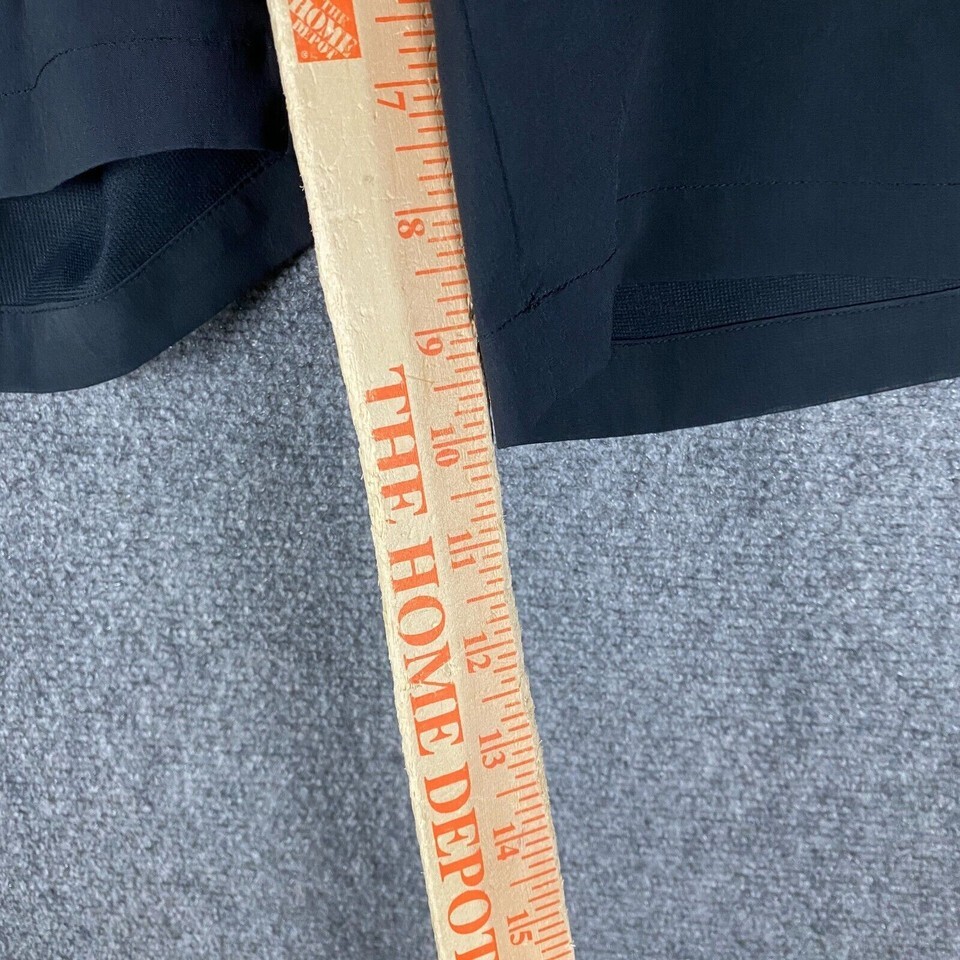 THE
HOME
DEPOT
7
8
9
10
11
12
13
14
15
THE HOME DEPOT